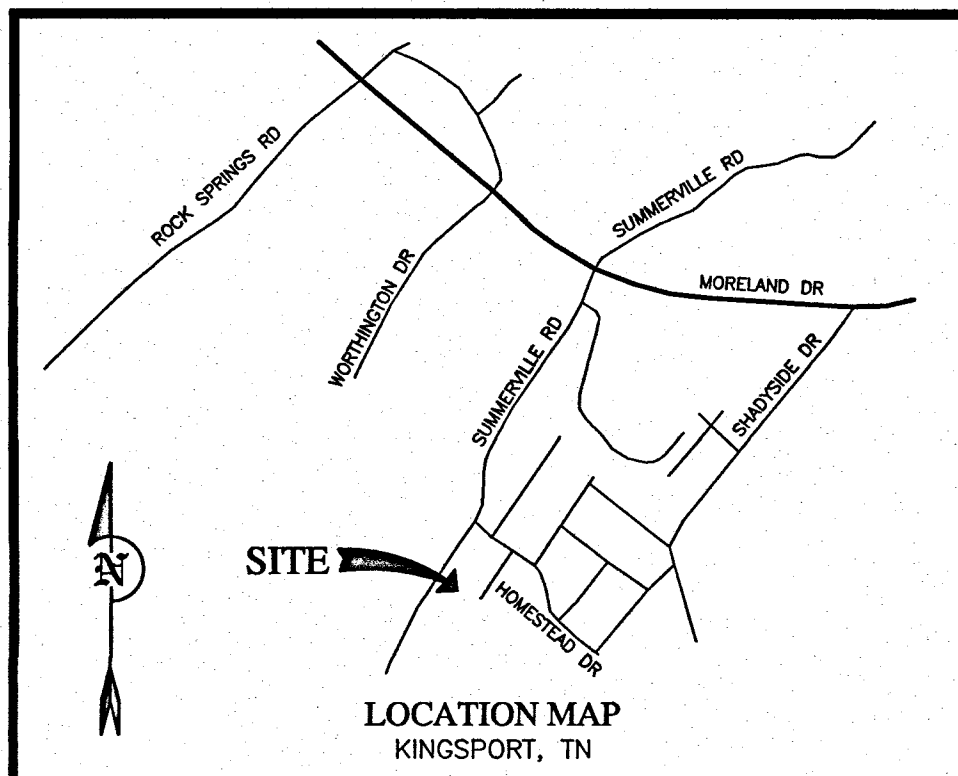 ROCK SPRINGS RD
SUMMERVILLE RD
MORELAND DR
WORTHINGTON DR
SUMMERVILLE RD
SHADYSIDE DR
N
SITE
HOMESTEAD DR
LOCATION MAP
KINGSPORT, TN